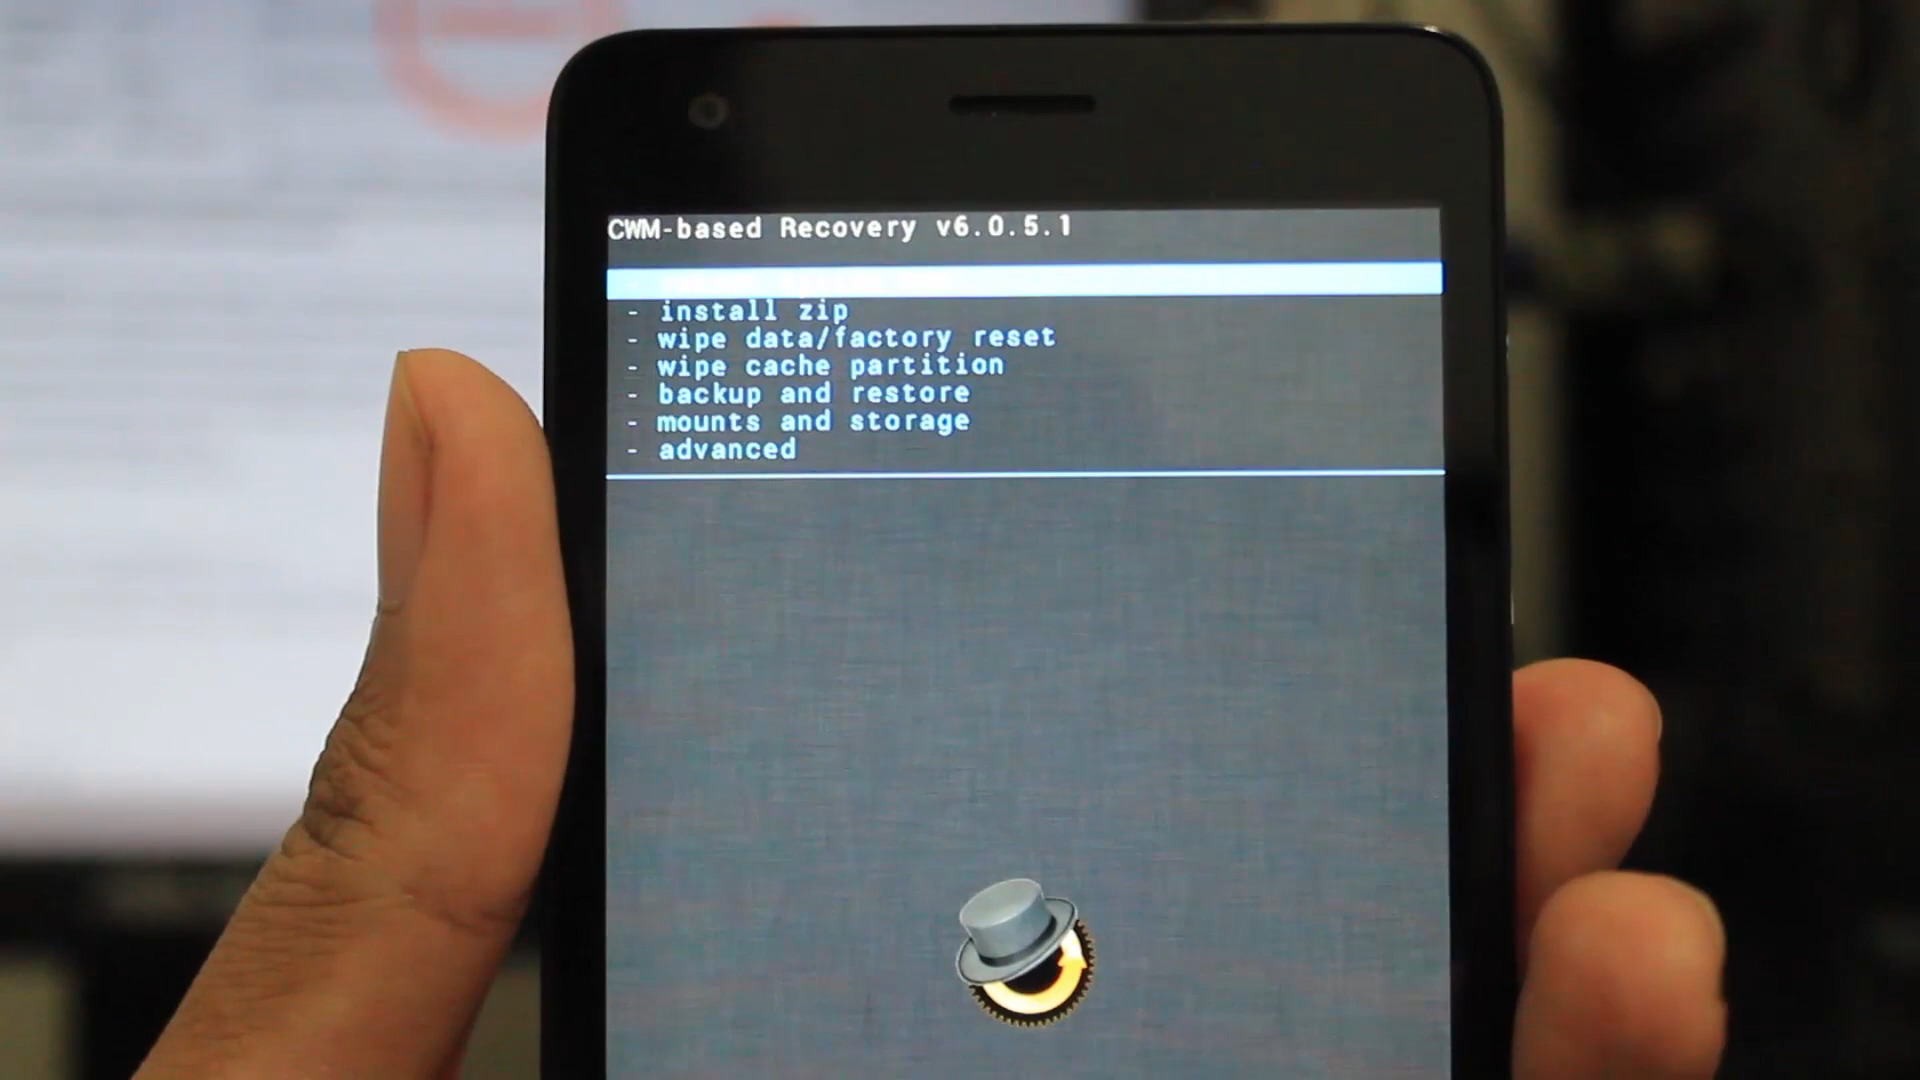 CWM-based Recovery v6.0.5.1
- install zip
- wipe data/factory reset
- wipe cache partition
- backup and restore
- mounts and storage
- advanced